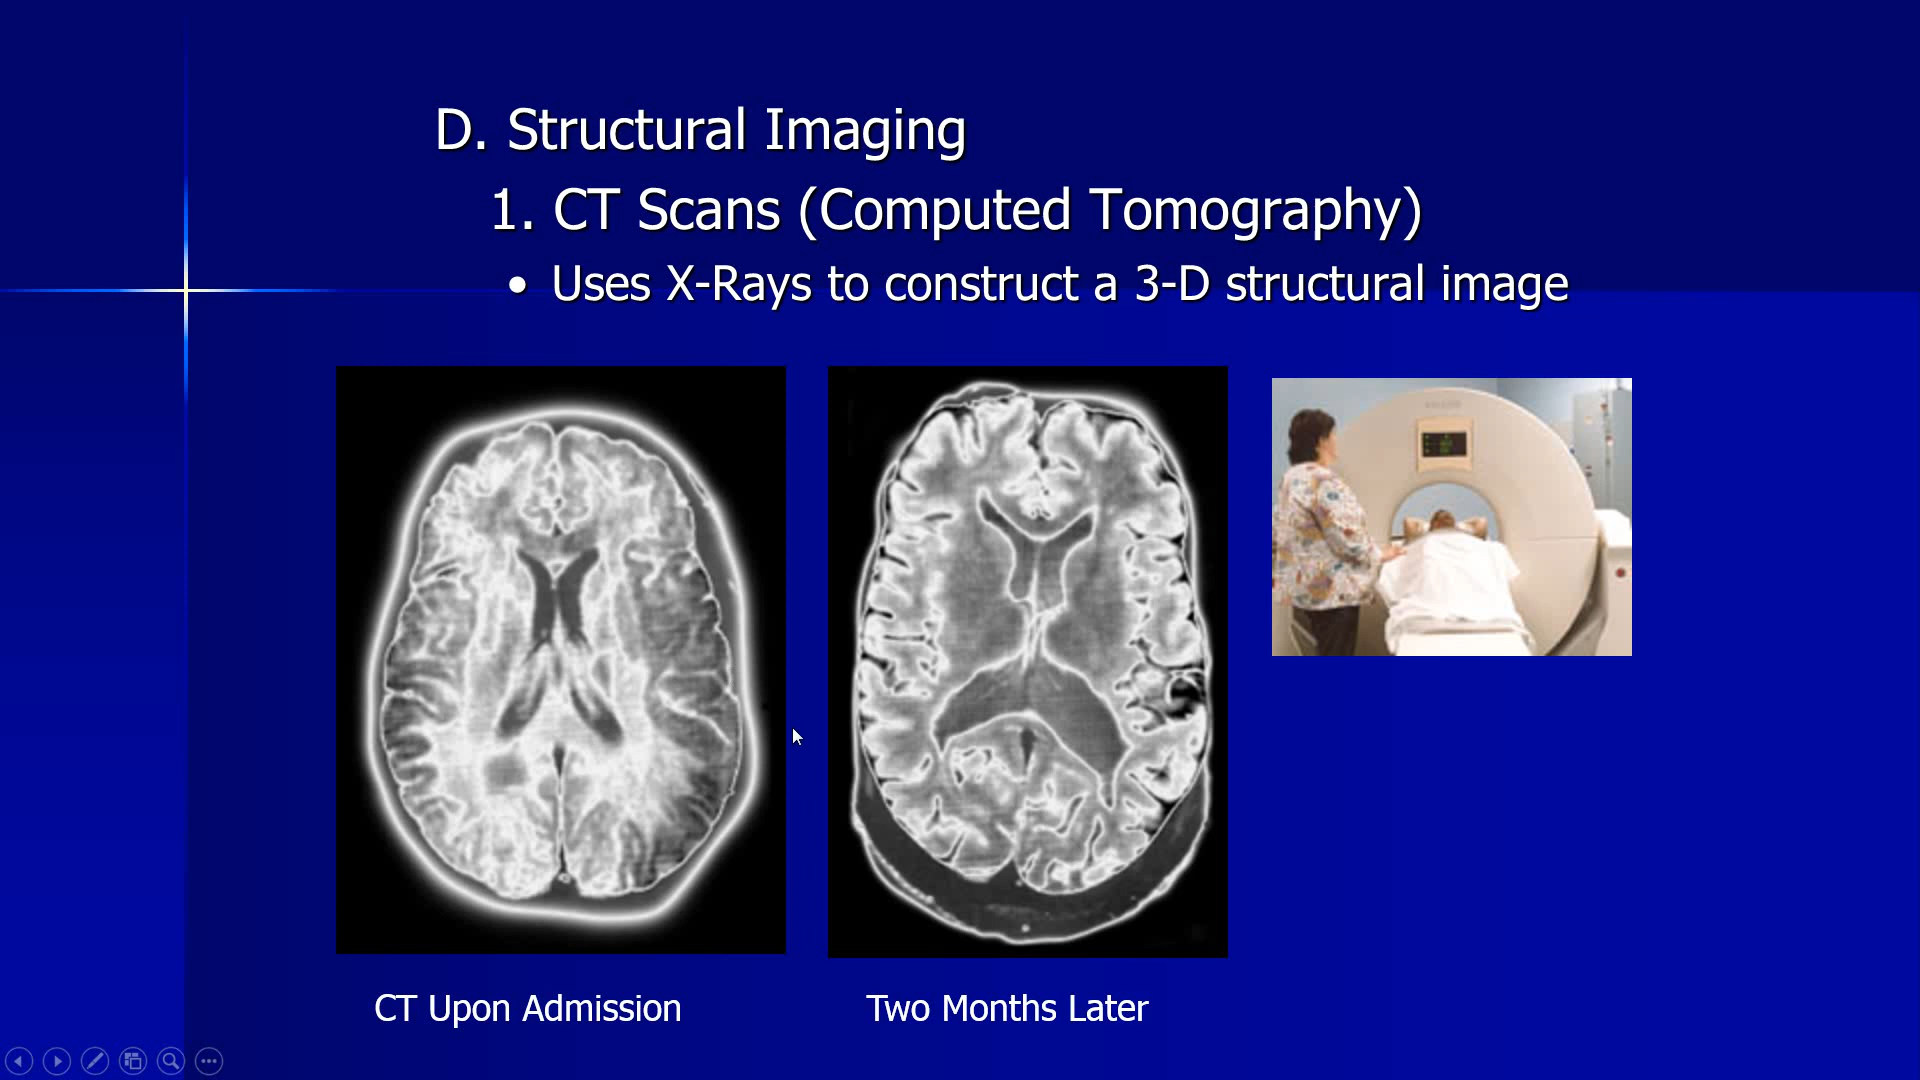 D. Structural Imaging
1. CT Scans (Computed Tomography)
• Uses X-Rays to construct a 3-D structural image
CT Upon Admission
Two Months Later